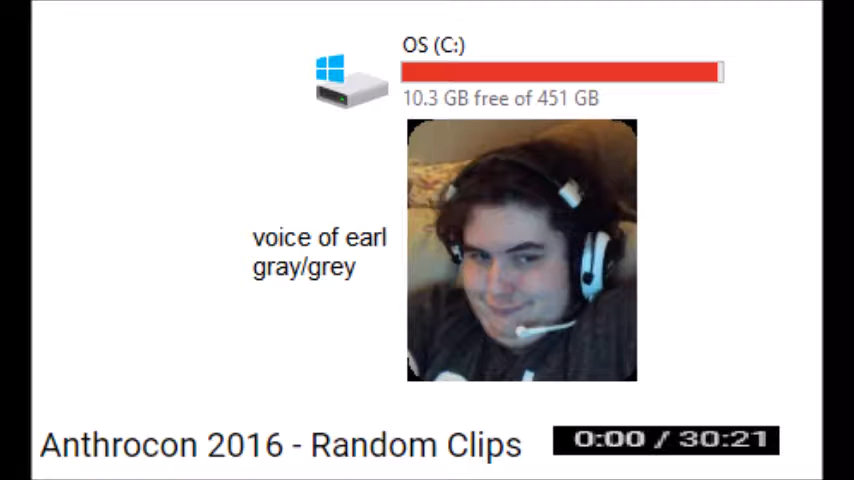 OS (C:)
10.3 GB free of 451 GB
voice of earl
gray/grey
Anthrocon 2016 - Random Clips
0:00 / 30:21